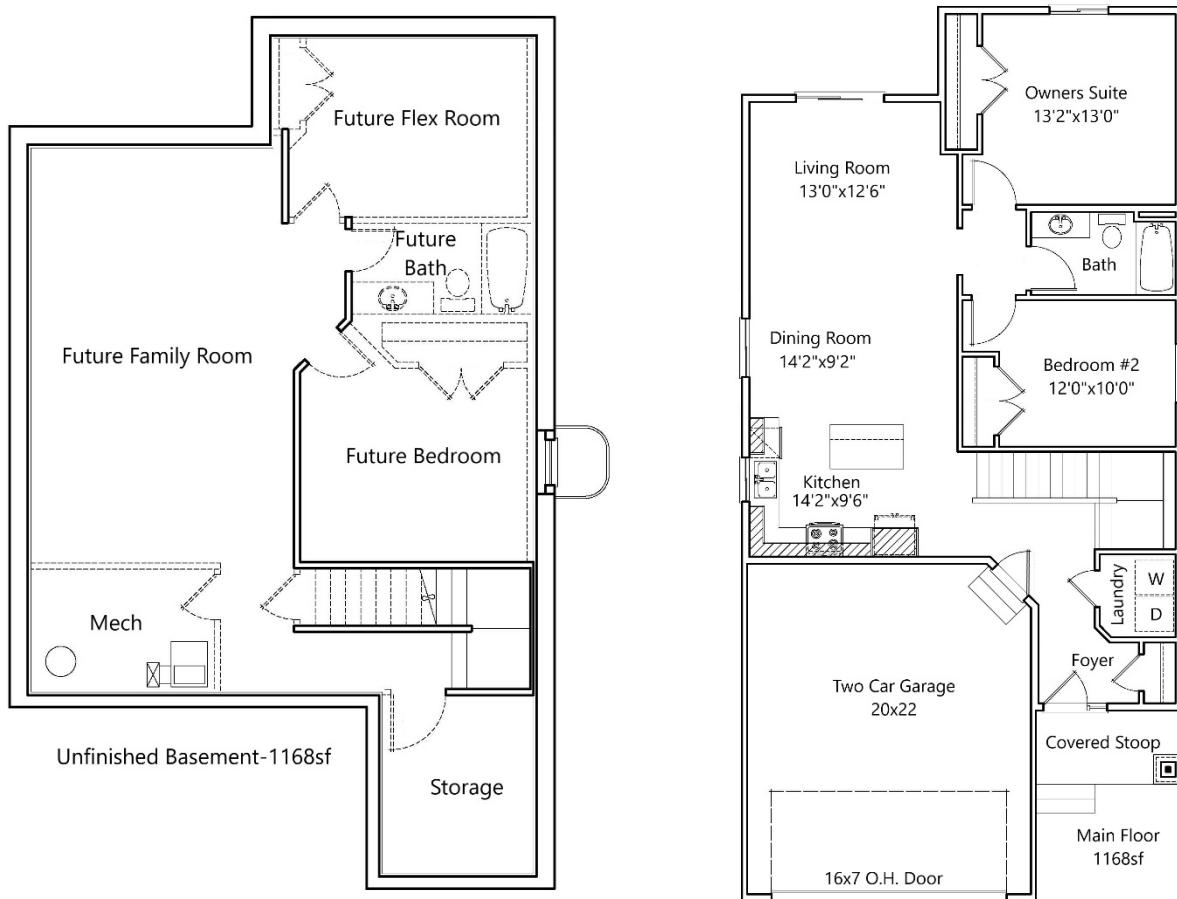 Future Flex Room
Future
Bath
Future Family Room
Future Bedroom
Mech
Unfinished Basement-1168sf
Storage
Owners Suite
13'2"x13'0"
Living Room
13'0"x12'6"
Bath
Dining Room
14'2"x9'2"
Bedroom #2
12'0"x10'0"
Kitchen
14'2"x9'6"
Laundry
W
D
Foyer
Two Car Garage
20x22
Covered Stoop
Main Floor
1168sf
16x7 O.H. Door